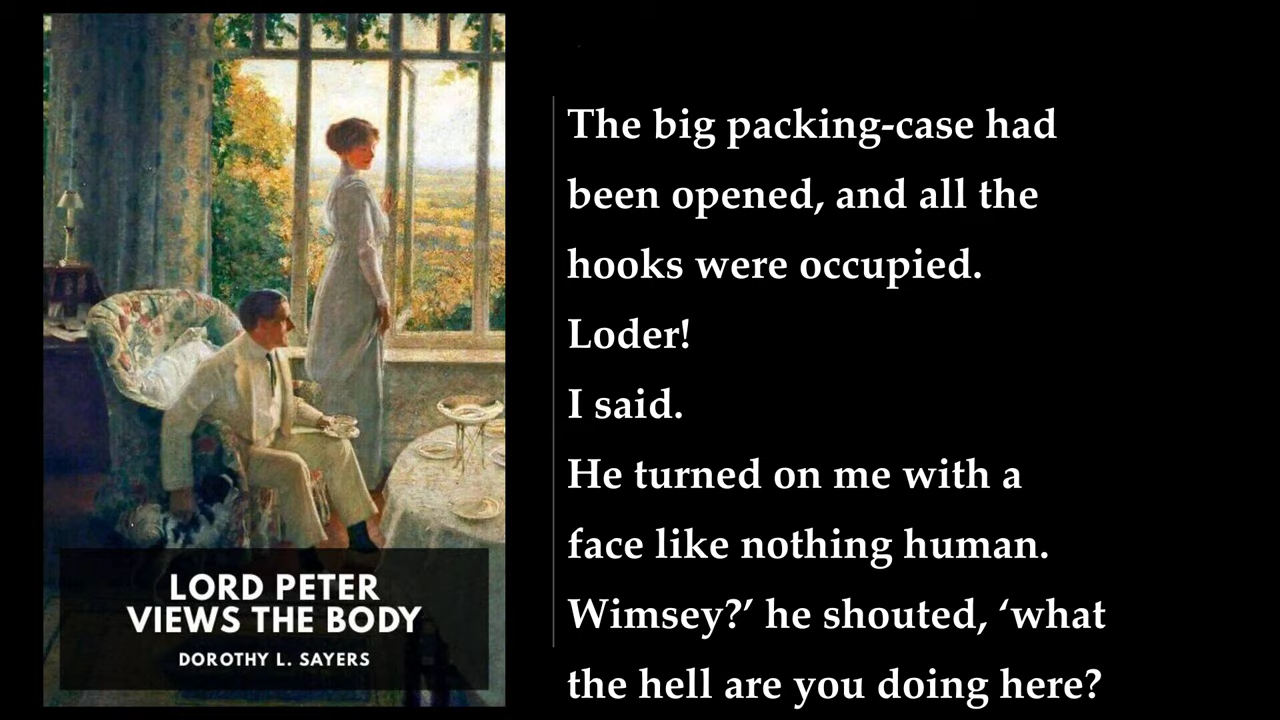 LORD PETER
VIEWS THE BODY
DOROTHY L. SAYERS
The big packing-case had
been opened, and all the
hooks were occupied.
Loder!
I said.
He turned on me with a
face like nothing human.
Wimsey?’ he shouted, ‘what
the hell are you doing here?